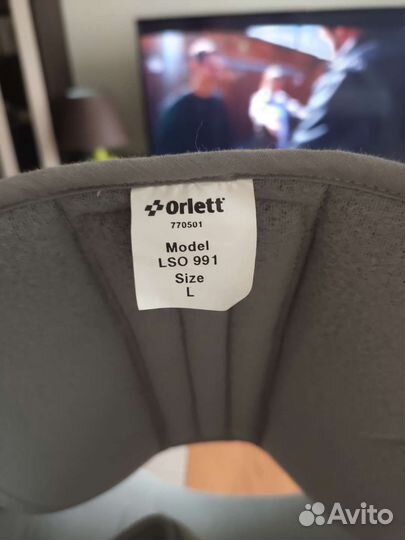 Orlett
770501
Model
LSO 991
Size
L
Avito